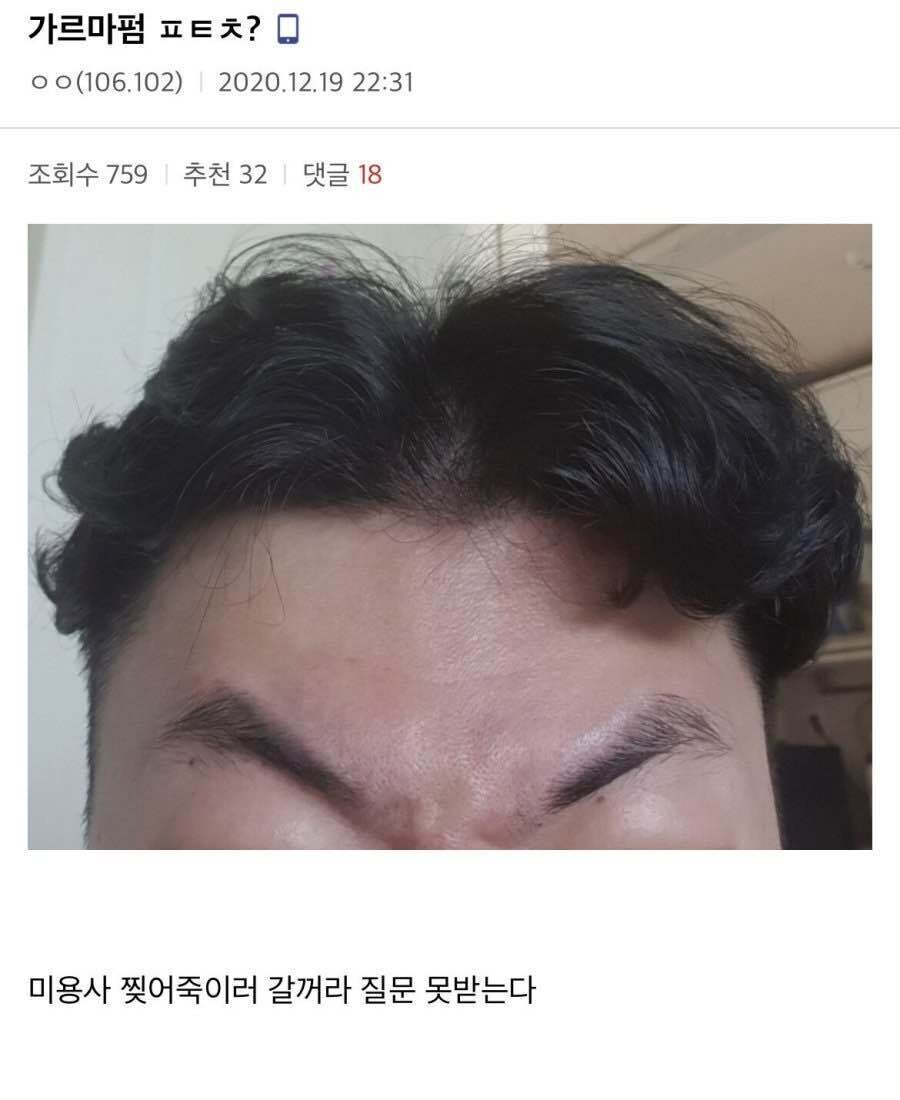 가르마펌 ㅍㅌㅊ?
ㅇㅇ(106.102) | 2020.12.19 22:31
조회수 759 | 추천 32 | 댓글 18
미용사 찢어죽이러 갈꺼라 질문 못받는다